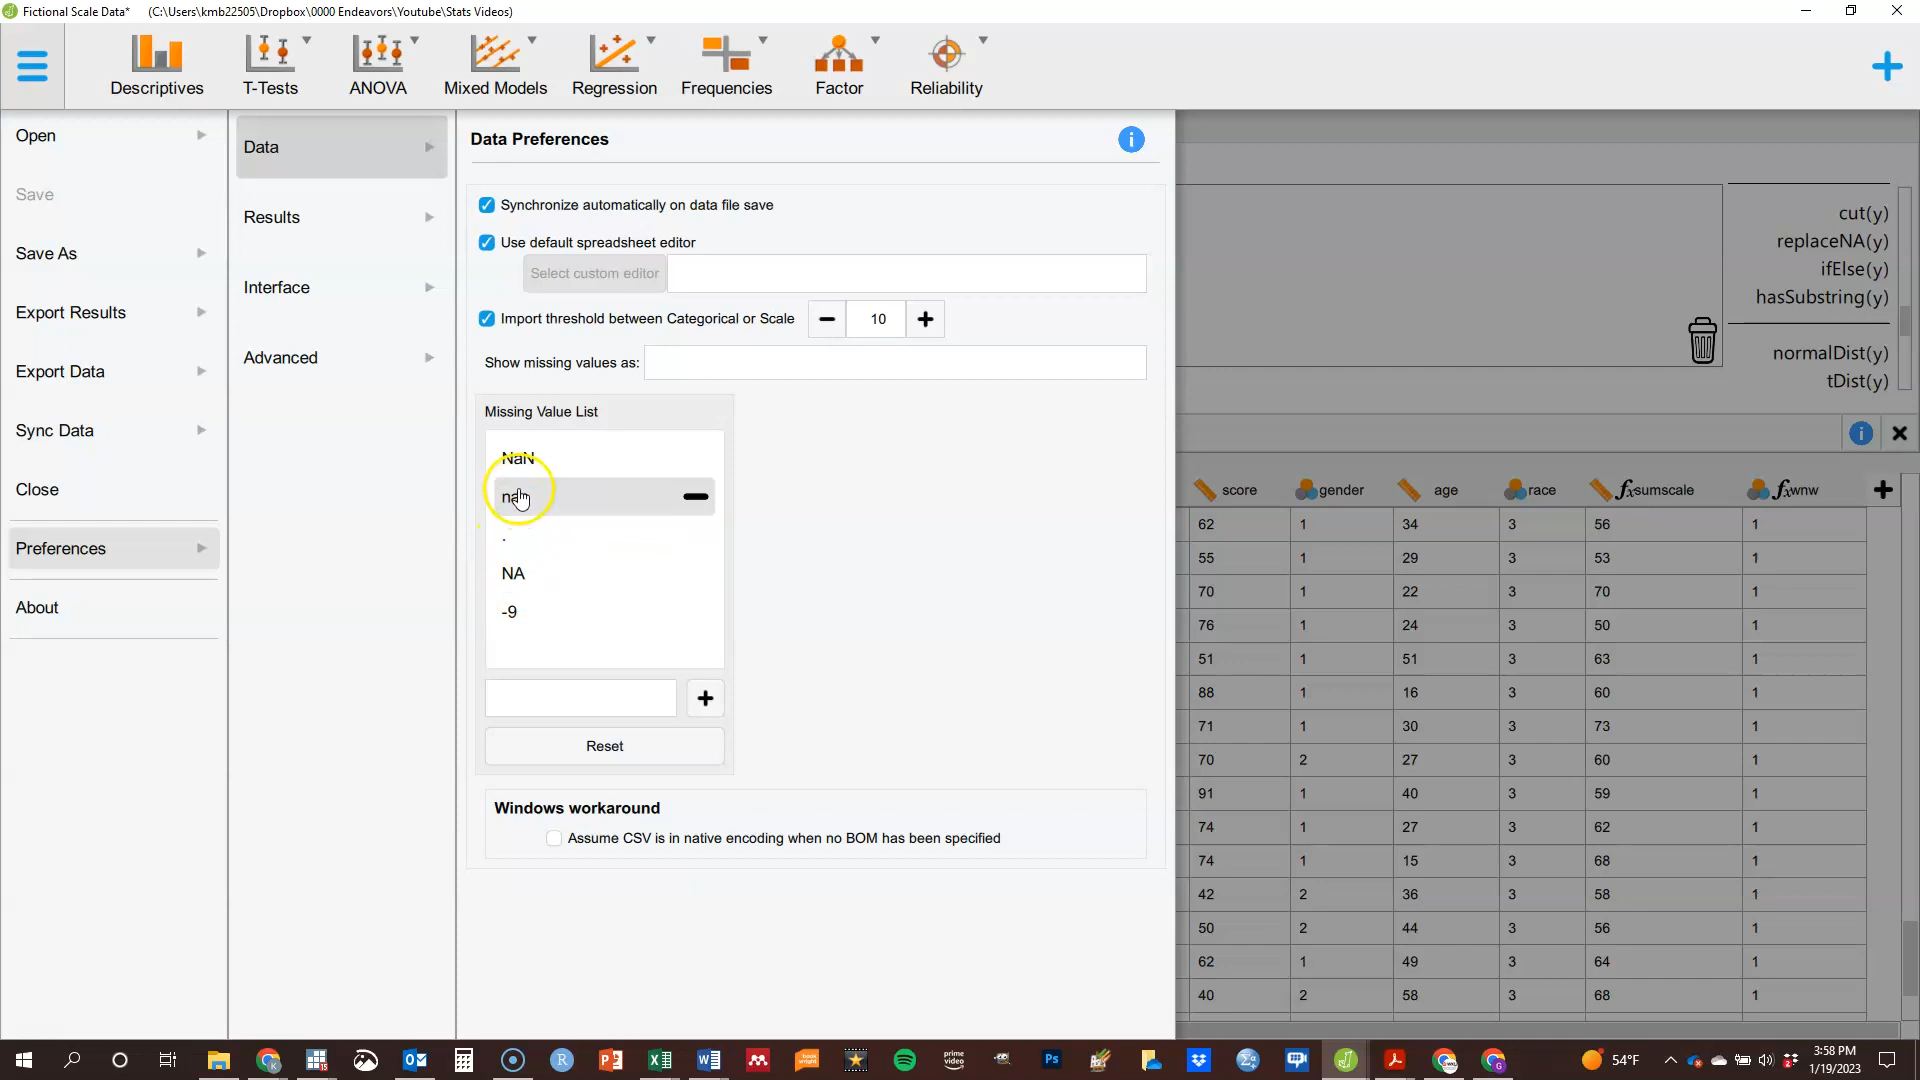 Fictional Scale Data* (C:\Users\kmb22505\Dropbox\0000 Endeavors\Youtube\Stats Videos)
Descriptives T-Tests ANOVA Mixed Models Regression Frequencies Factor Reliability
Open
Save
Save As
Export Results
Export Data
Sync Data
Close
Preferences
About
Data
Results
Interface
Advanced
Data Preferences
Synchronize automatically on data file save
Use default spreadsheet editor
Select custom editor
Import threshold between Categorical or Scale 10
Show missing values as:
Missing Value List
NaN
.
NA
-9
Reset
Windows workaround
Assume CSV is in native encoding when no BOM has been specified
cut(y)
replaceNA(y)
ifElse(y)
hasSubstring(y)
normalDist(y)
tDist(y)
score gender age race fx sumscale fx wnw
62 1 34 3 56 1
55 1 29 3 53 1
70 1 22 3 70 1
76 1 24 3 50 1
51 1 51 3 63 1
88 1 16 3 60 1
71 1 30 3 73 1
70 2 27 3 60 1
91 1 40 3 59 1
74 1 27 3 62 1
74 1 15 3 68 1
42 2 36 3 58 1
50 2 44 3 56 1
62 1 49 3 64 1
40 2 58 3 68 1
54°F
3:58 PM
1/19/2023